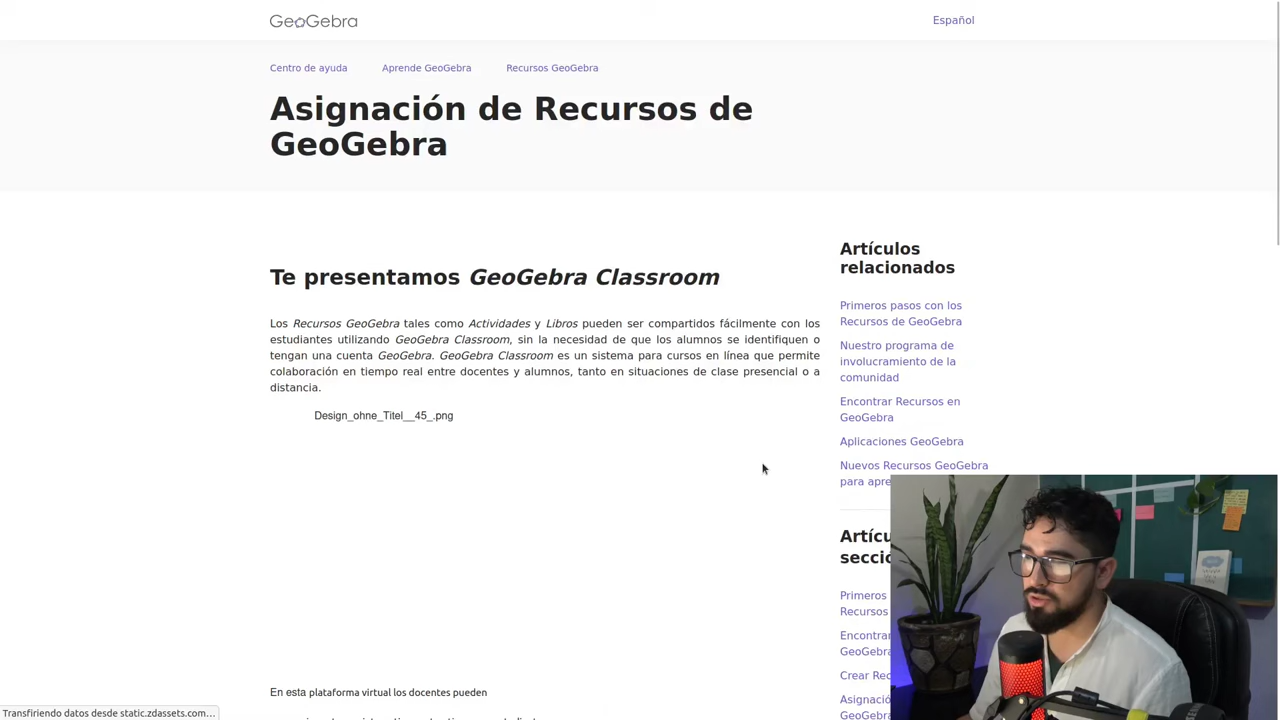 GeoGebra
Español
Centro de ayuda
Aprende GeoGebra
Recursos GeoGebra
Asignación de Recursos de
GeoGebra
Te presentamos GeoGebra Classroom
Los Recursos GeoGebra tales como Actividades y Libros pueden ser compartidos fácilmente con los
estudiantes utilizando GeoGebra Classroom, sin la necesidad de que los alumnos se identifiquen o
tengan una cuenta GeoGebra. GeoGebra Classroom es un sistema para cursos en línea que permite
colaboración en tiempo real entre docentes y alumnos, tanto en situaciones de clase presencial o a
distancia.
Design_ohne_Titel__45_.png
En esta plataforma virtual los docentes pueden
Artículos
relacionados
Primeros pasos con los
Recursos de GeoGebra
Nuestro programa de
involucramiento de la
comunidad
Encontrar Recursos en
GeoGebra
Aplicaciones GeoGebra
Nuevos Recursos GeoGebra
para apre
Artícu
secci
Primeros
Recursos
Encontrar
GeoGebra
Crear Rec
Asignació
GeoGebra
Transfiriendo datos desde static.zdassets.com…